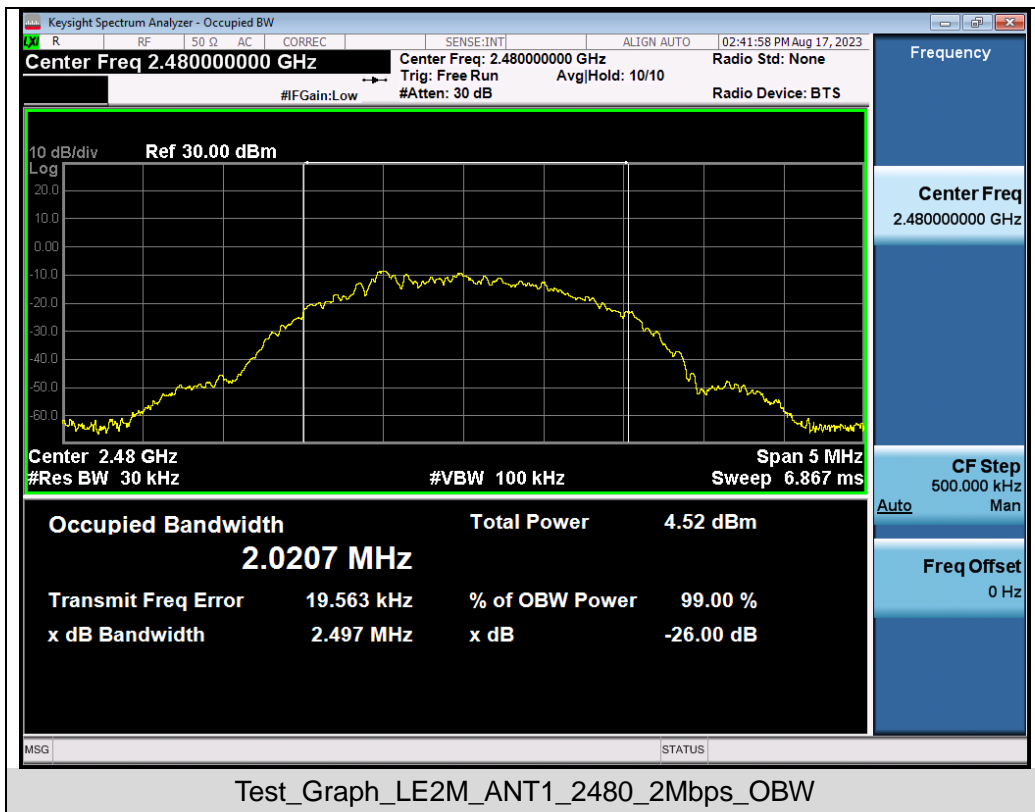 Keysight Spectrum Analyzer - Occupied BW
LXI R RF 50 Ω AC CORREC SENSE:INT ALIGN AUTO 02:41:58 PM Aug 17, 2023
Center Freq 2.480000000 GHz
Center Freq: 2.480000000 GHz Radio Std: None
Trig: Free Run Avg|Hold: 10/10
#IFGain:Low #Atten: 30 dB Radio Device: BTS
10 dB/div Ref 30.00 dBm
Log
20.0
10.0
0.00
-10.0
-20.0
-30.0
-40.0
-50.0
-60.0
Center 2.48 GHz Span 5 MHz
#Res BW 30 kHz #VBW 100 kHz Sweep 6.867 ms
Occupied Bandwidth Total Power 4.52 dBm
2.0207 MHz
Transmit Freq Error 19.563 kHz % of OBW Power 99.00 %
x dB Bandwidth 2.497 MHz x dB -26.00 dB
MSG STATUS
Frequency
Center Freq
2.480000000 GHz
CF Step
500.000 kHz
Auto Man
Freq Offset
0 Hz
Test_Graph_LE2M_ANT1_2480_2Mbps_OBW